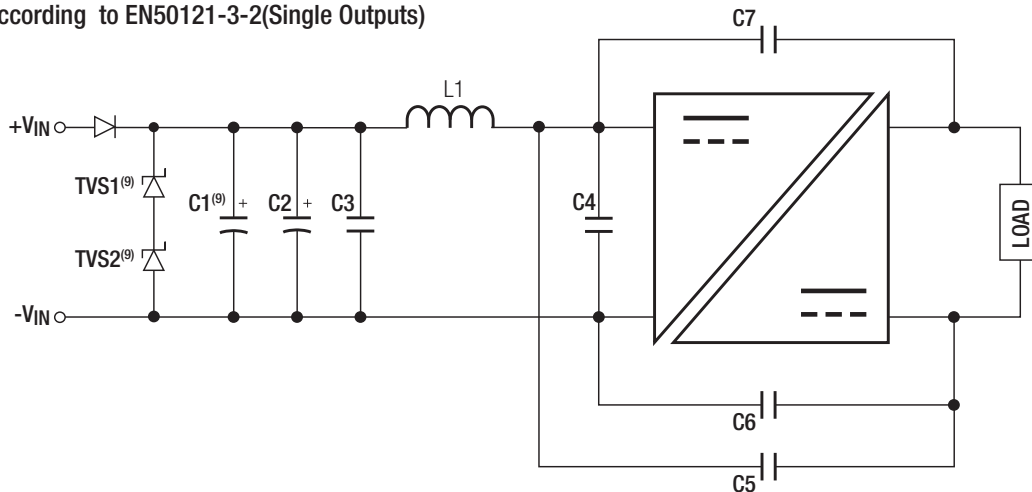 ccording to EN50121-3-2(Single Outputs)
C7
L1
+VIN
TVS1(9)
C1(9) +
C2 +
C3
C4
LOAD
TVS2(9)
-VIN
C6
C5